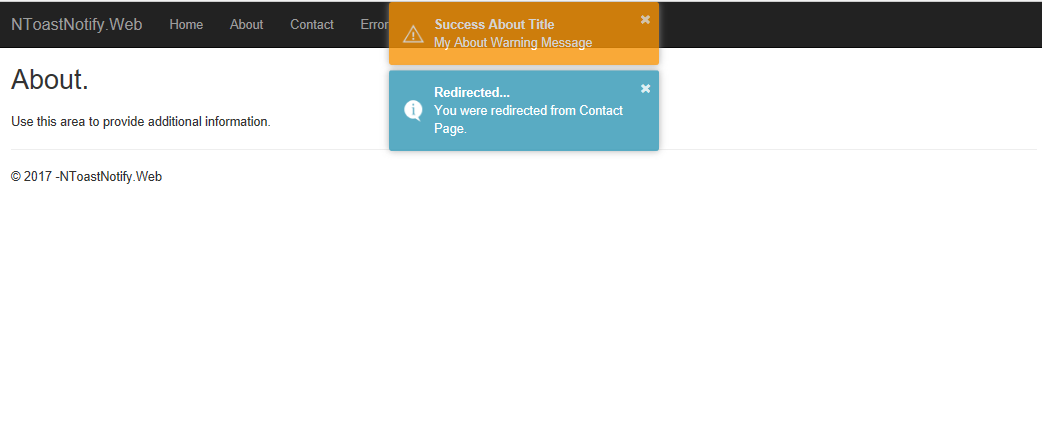 NToastNotify.Web Home About Contact Error
Success About Title
My About Warning Message
About.
Redirected...
You were redirected from Contact
Page.
Use this area to provide additional information.
© 2017 -NToastNotify.Web